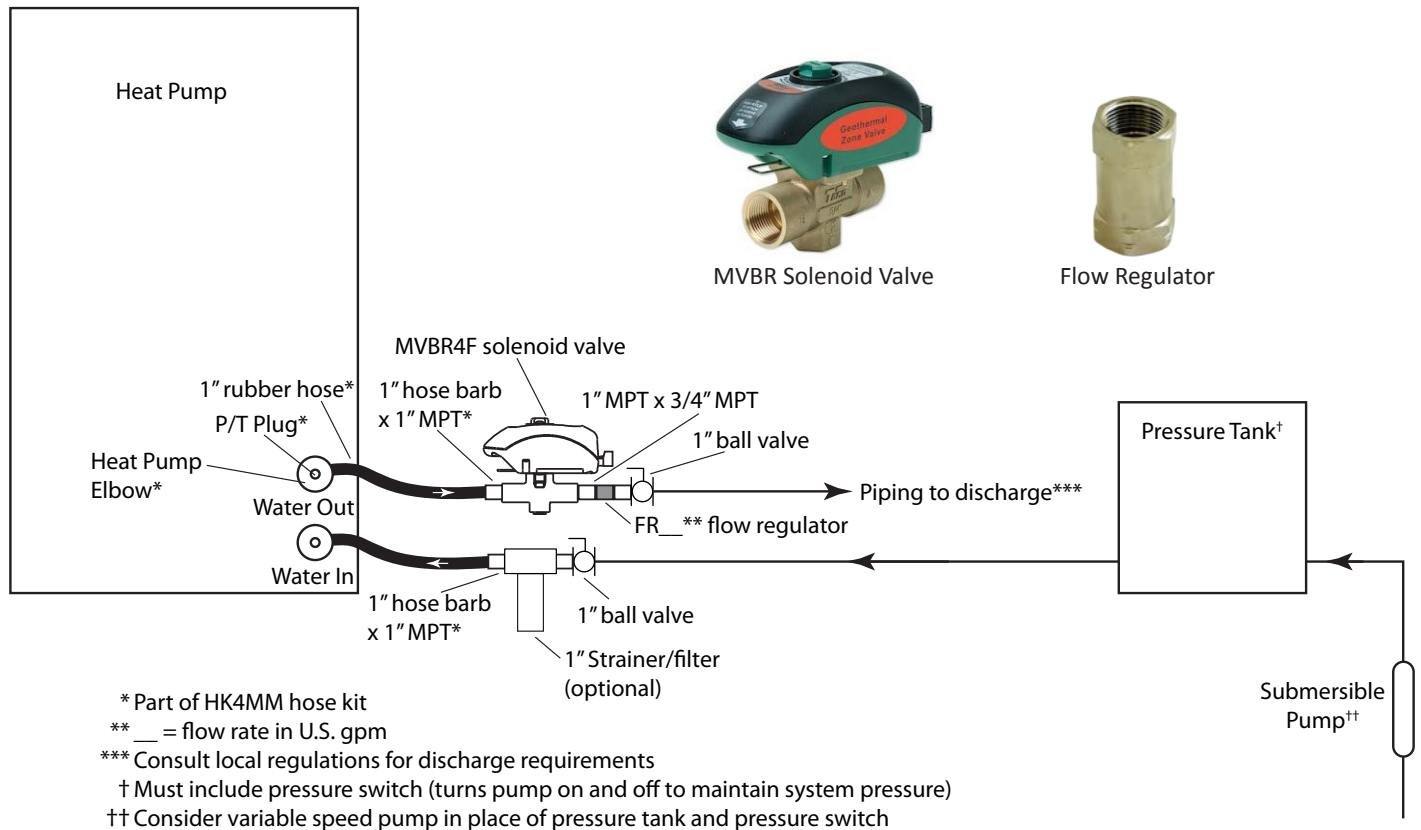 Heat Pump
Geothermal
Zone Valve
MVBR Solenoid Valve
Flow Regulator
MVBR4F solenoid valve
1” rubber hose*
1” hose barb
x 1” MPT*
1” MPT x 3/4” MPT
P/T Plug*
1” ball valve
Pressure Tank†
Heat Pump
Elbow*
Water Out
Piping to discharge***
FR__** flow regulator
Water In
1” hose barb
x 1” MPT*
1” ball valve
1” Strainer/filter
(optional)
Submersible
Pump††
* Part of HK4MM hose kit
** __ = flow rate in U.S. gpm
*** Consult local regulations for discharge requirements
† Must include pressure switch (turns pump on and off to maintain system pressure)
†† Consider variable speed pump in place of pressure tank and pressure switch